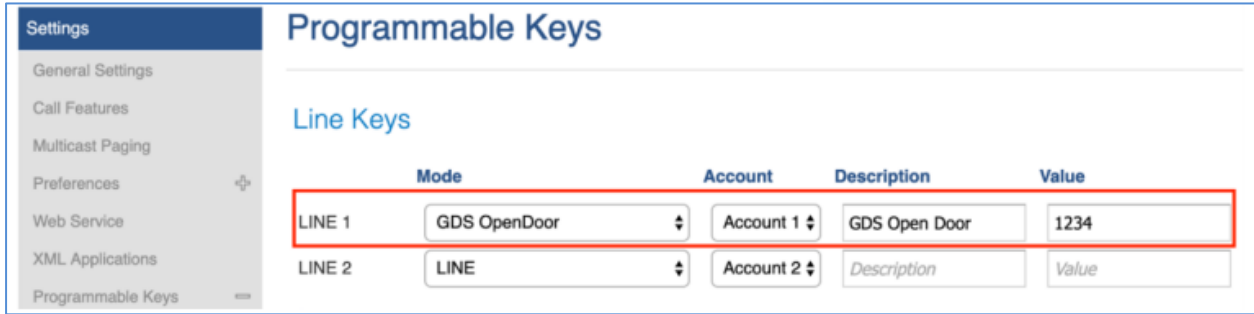 Settings
General Settings
Call Features
Multicast Paging
Preferences
Web Service
XML Applications
Programmable Keys
Programmable Keys
Line Keys
Mode Account Description Value
LINE 1 GDS OpenDoor Account 1 GDS Open Door 1234
LINE 2 LINE Account 2 Description Value